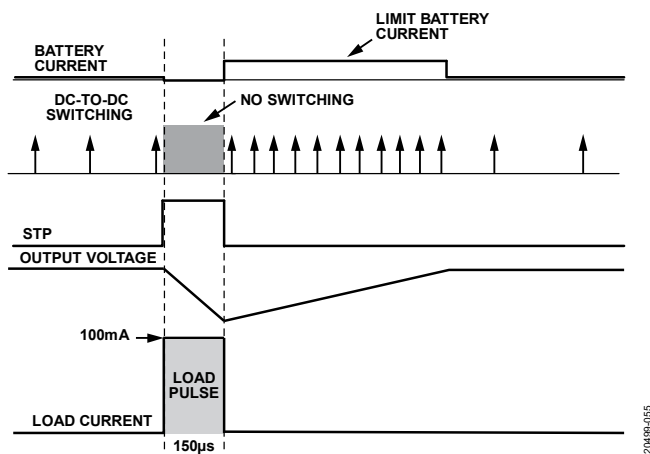 LIMIT BATTERY
CURRENT
BATTERY
CURRENT
DC-TO-DC
SWITCHING
NO SWITCHING
STP
OUTPUT VOLTAGE
100mA
LOAD
PULSE
LOAD CURRENT
150µs
20499-055